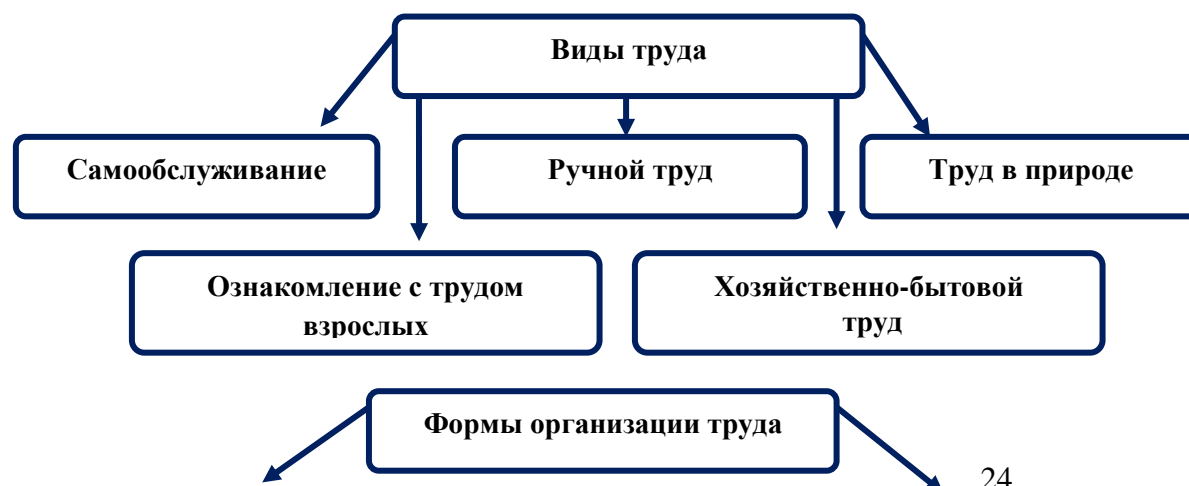 Виды труда
Самообслуживание
Ручной труд
Труд в природе
Ознакомление с трудом
взрослых
Хозяйственно-бытовой
труд
Формы организации труда
24